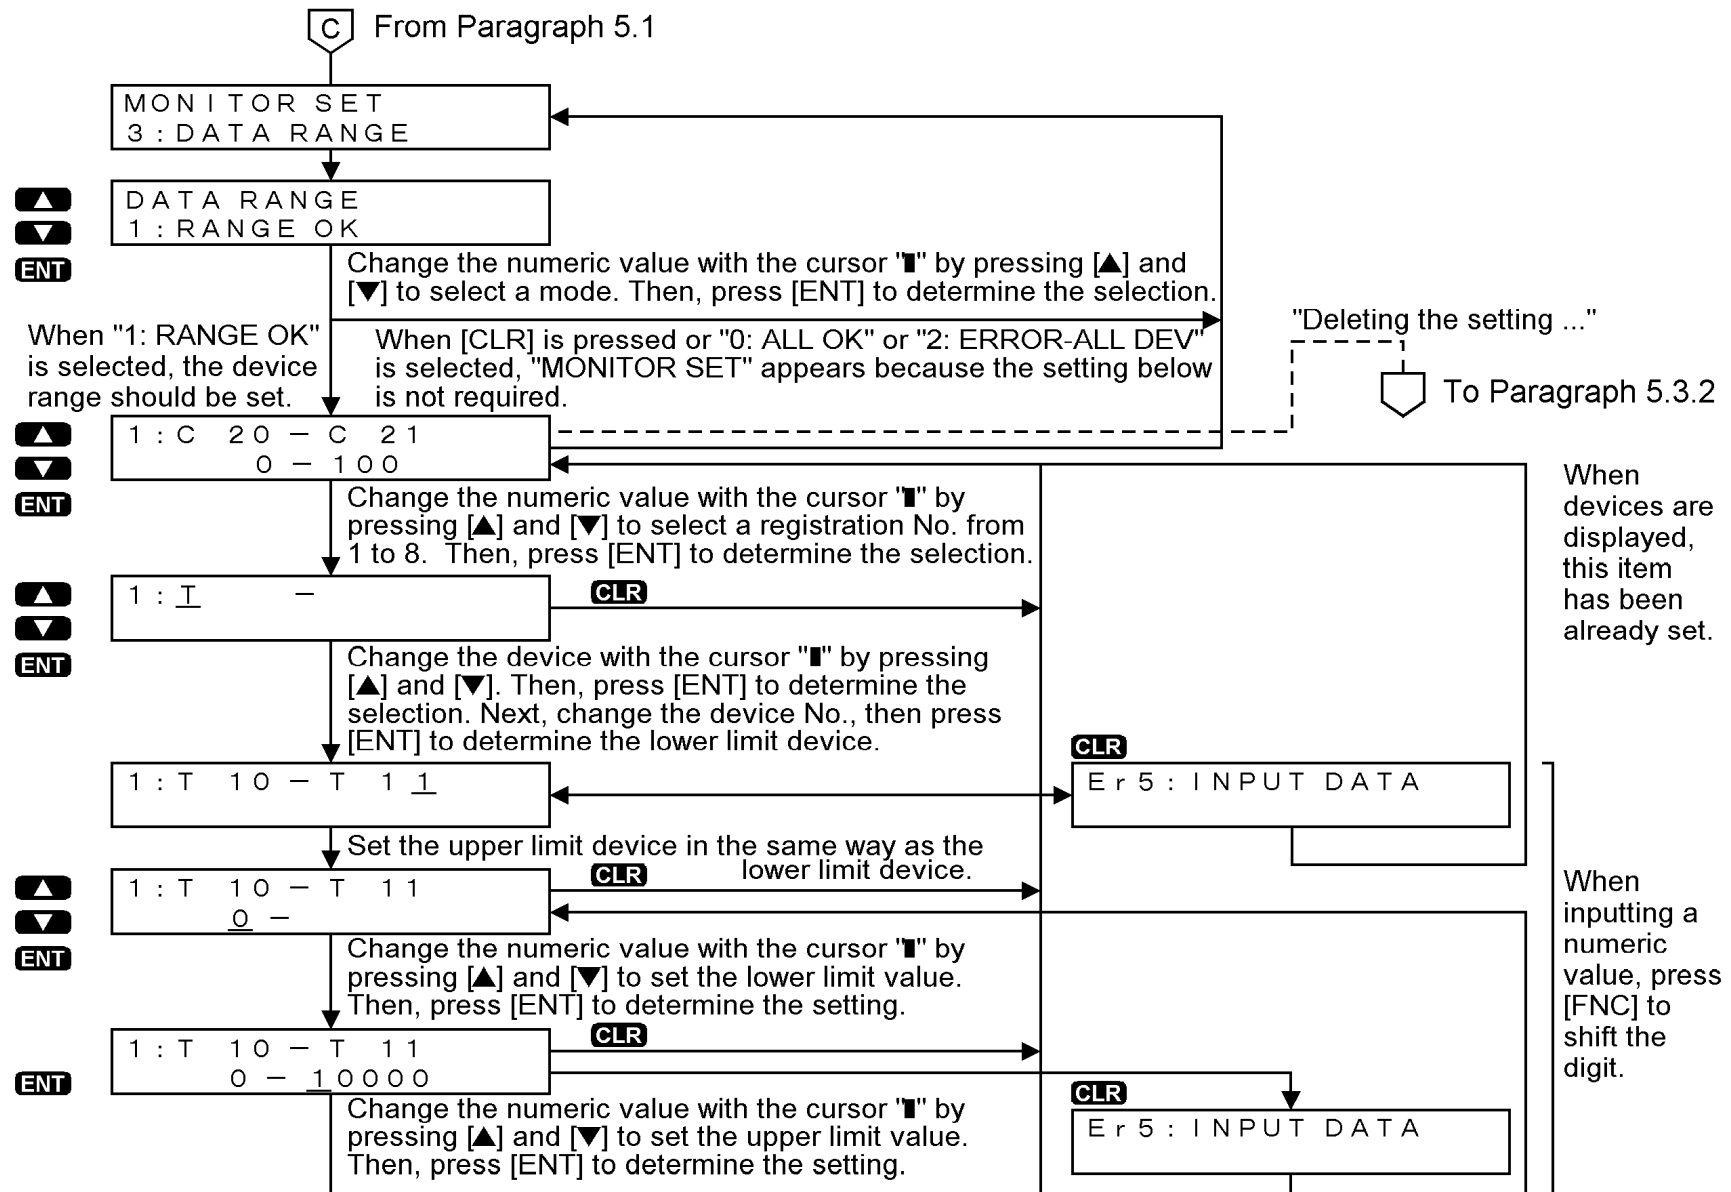 C From Paragraph 5.1
MONITOR SET
3:DATA RANGE
DATA RANGE
1:RANGE OK
▲
▼
ENT
Change the numeric value with the cursor "▮" by pressing [▲] and
[▼] to select a mode. Then, press [ENT] to determine the selection.
When "1: RANGE OK"
is selected, the device
range should be set.
When [CLR] is pressed or "0: ALL OK" or "2: ERROR-ALL DEV"
is selected, "MONITOR SET" appears because the setting below
is not required.
"Deleting the setting ..."
To Paragraph 5.3.2
1:C 20－C 21
0－100
▲
▼
ENT
Change the numeric value with the cursor "▮" by
pressing [▲] and [▼] to select a registration No. from
1 to 8. Then, press [ENT] to determine the selection.
When
devices are
displayed,
this item
has been
already set.
1:T －
CLR
▲
▼
ENT
Change the device with the cursor "▮" by pressing
[▲] and [▼]. Then, press [ENT] to determine the
selection. Next, change the device No., then press
[ENT] to determine the lower limit device.
1:T 10－T 11
CLR
Er5:INPUT DATA
Set the upper limit device in the same way as the
lower limit device.
1:T 10－T 11
0－
CLR
▲
▼
ENT
Change the numeric value with the cursor "▮" by
pressing [▲] and [▼] to set the lower limit value.
Then, press [ENT] to determine the setting.
When
inputting a
numeric
value, press
[FNC] to
shift the
digit.
1:T 10－T 11
0－10000
CLR
ENT
CLR
Er5:INPUT DATA
Change the numeric value with the cursor "▮" by
pressing [▲] and [▼] to set the upper limit value.
Then, press [ENT] to determine the setting.